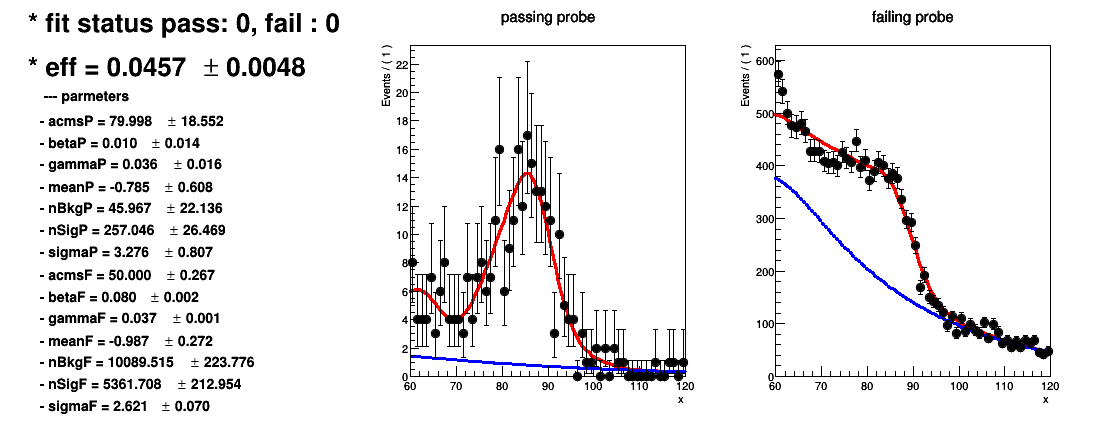 * fit status pass: 0, fail : 0
* eff = 0.0457 ± 0.0048
--- parmeters
- acmsP = 79.998 ± 18.552
- betaP = 0.010 ± 0.014
- gammaP = 0.036 ± 0.016
- meanP = -0.785 ± 0.608
- nBkgP = 45.967 ± 22.136
- nSigP = 257.046 ± 26.469
- sigmaP = 3.276 ± 0.807
- acmsF = 50.000 ± 0.267
- betaF = 0.080 ± 0.002
- gammaF = 0.037 ± 0.001
- meanF = -0.987 ± 0.272
- nBkgF = 10089.515 ± 223.776
- nSigF = 5361.708 ± 212.954
- sigmaF = 2.621 ± 0.070
passing probe
Events / ( 1 )
22
20
18
16
14
12
10
8
6
4
2
0
60 70 80 90 100 110 120
x
failing probe
Events / ( 1 )
600
500
400
300
200
100
0
60 70 80 90 100 110 120
x